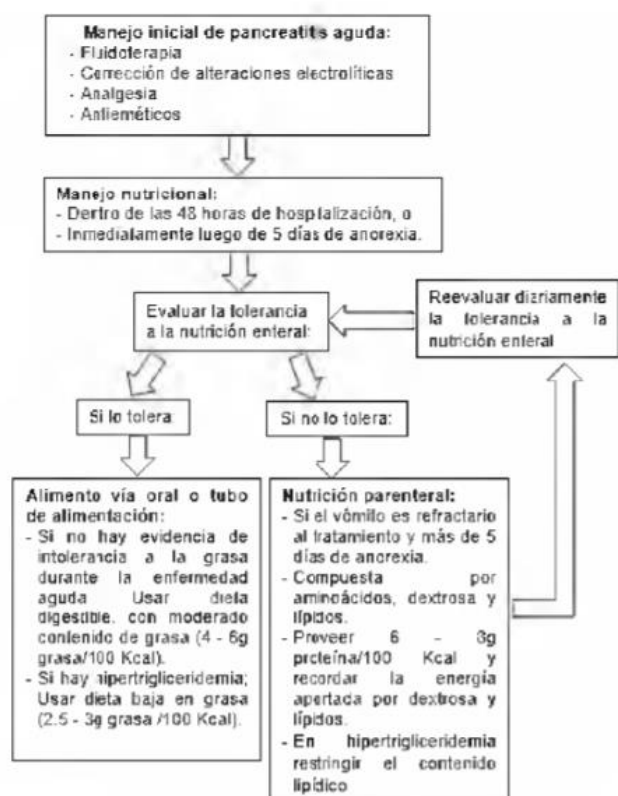 Manejo inicial de pancreatitis aguda:
- Fluidoterapia
- Corrección de alteraciones electrolíticas
- Analgesia
- Antieméticos
Manejo nutricional:
- Dentro de las 48 horas de hospitalización, o
- Inmediatamente luego de 5 días de anorexia.
Evaluar la tolerancia
a la nutrición enteral:
Reevaluar diariamente
la tolerancia a la
nutrición enteral
Si lo tolera:
Si no lo tolera:
Alimento vía oral o tubo
de alimentación:
- Si no hay evidencia de
intolerancia a la grasa
durante la enfermedad
aguda Usar dieta
digestible, con moderado
contenido de grasa (4 - 6g
grasa/100 Kcal).
- Si hay hipertrigliceridemia;
Usar dieta baja en grasa
(2.5 - 3g grasa /100 Kcal).
Nutrición parenteral:
- Si el vómito es refractario
al tratamiento y más de 5
días de anorexia.
- Compuesta por
aminoácidos, dextrosa y
lípidos.
- Proveer 6 - 3g
proteína/100 Kcal y
recordar la energía
apertada por dextrosa y
lípidos.
- En hipertrigliceridemia
restringir el contenido
lipídico